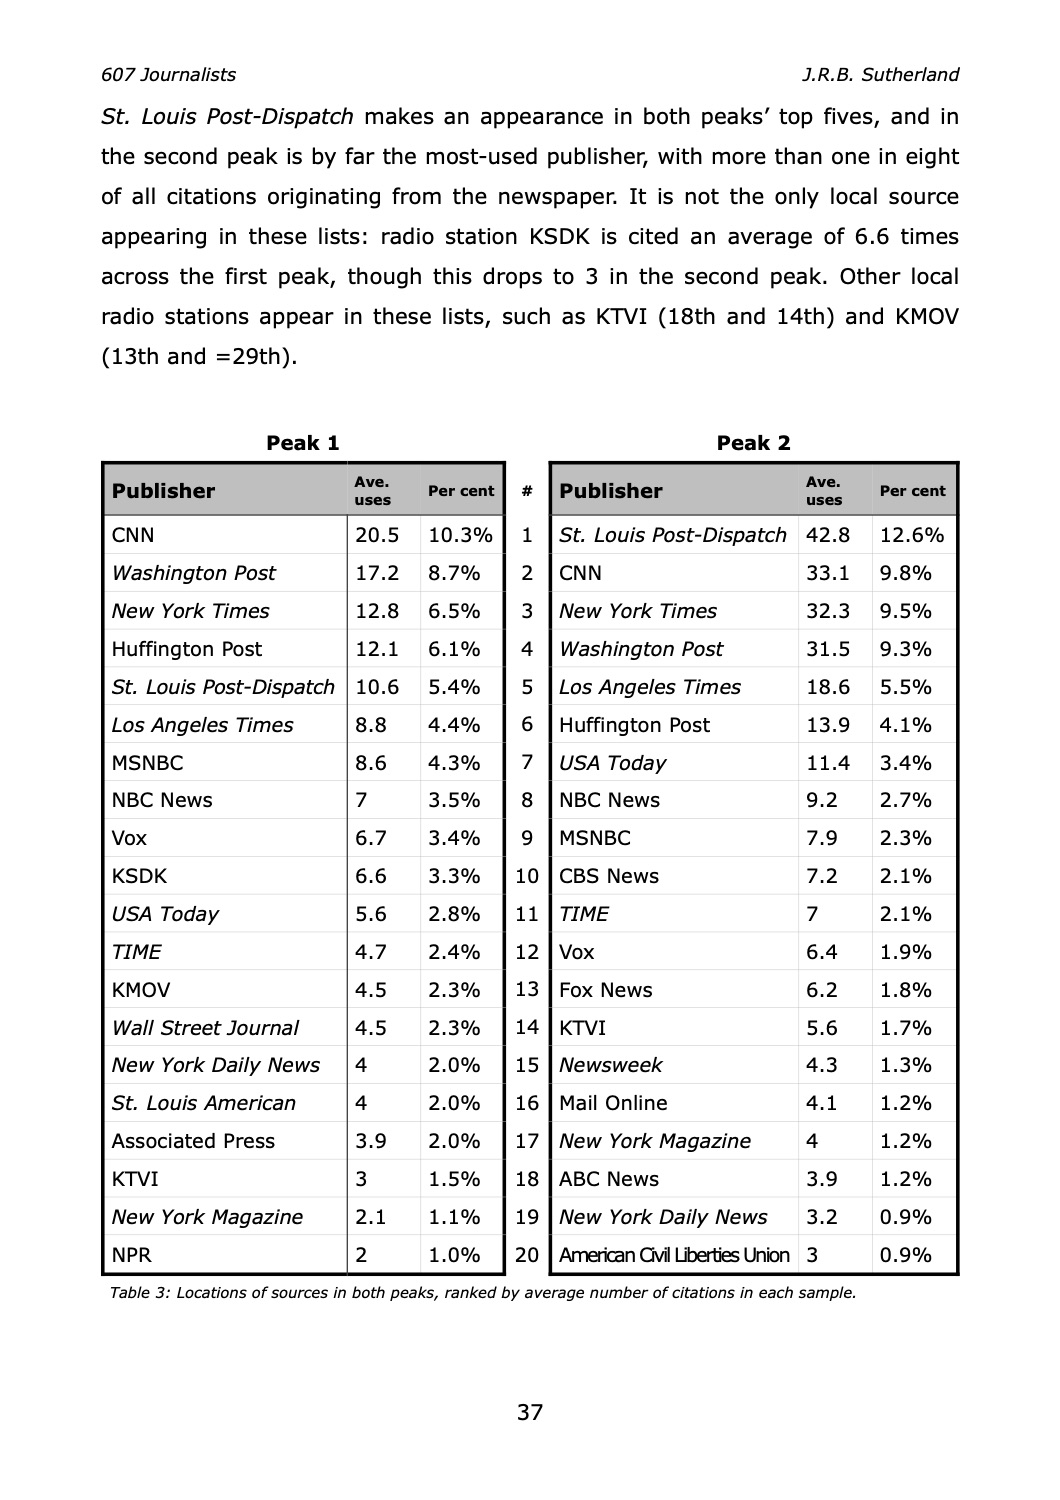 607 Journalists J.R.B. Sutherland
St. Louis Post-Dispatch makes an appearance in both peaks’ top fives, and in
the second peak is by far the most-used publisher, with more than one in eight
of all citations originating from the newspaper. It is not the only local source
appearing in these lists: radio station KSDK is cited an average of 6.6 times
across the first peak, though this drops to 3 in the second peak. Other local
radio stations appear in these lists, such as KTVI (18th and 14th) and KMOV
(13th and =29th).
Peak 1 Peak 2
Publisher Ave. uses Per cent # Publisher Ave. uses Per cent
CNN 20.5 10.3% 1 St. Louis Post-Dispatch 42.8 12.6%
Washington Post 17.2 8.7% 2 CNN 33.1 9.8%
New York Times 12.8 6.5% 3 New York Times 32.3 9.5%
Huffington Post 12.1 6.1% 4 Washington Post 31.5 9.3%
St. Louis Post-Dispatch 10.6 5.4% 5 Los Angeles Times 18.6 5.5%
Los Angeles Times 8.8 4.4% 6 Huffington Post 13.9 4.1%
MSNBC 8.6 4.3% 7 USA Today 11.4 3.4%
NBC News 7 3.5% 8 NBC News 9.2 2.7%
Vox 6.7 3.4% 9 MSNBC 7.9 2.3%
KSDK 6.6 3.3% 10 CBS News 7.2 2.1%
USA Today 5.6 2.8% 11 TIME 7 2.1%
TIME 4.7 2.4% 12 Vox 6.4 1.9%
KMOV 4.5 2.3% 13 Fox News 6.2 1.8%
Wall Street Journal 4.5 2.3% 14 KTVI 5.6 1.7%
New York Daily News 4 2.0% 15 Newsweek 4.3 1.3%
St. Louis American 4 2.0% 16 Mail Online 4.1 1.2%
Associated Press 3.9 2.0% 17 New York Magazine 4 1.2%
KTVI 3 1.5% 18 ABC News 3.9 1.2%
New York Magazine 2.1 1.1% 19 New York Daily News 3.2 0.9%
NPR 2 1.0% 20 American Civil Liberties Union 3 0.9%
Table 3: Locations of sources in both peaks, ranked by average number of citations in each sample.
37